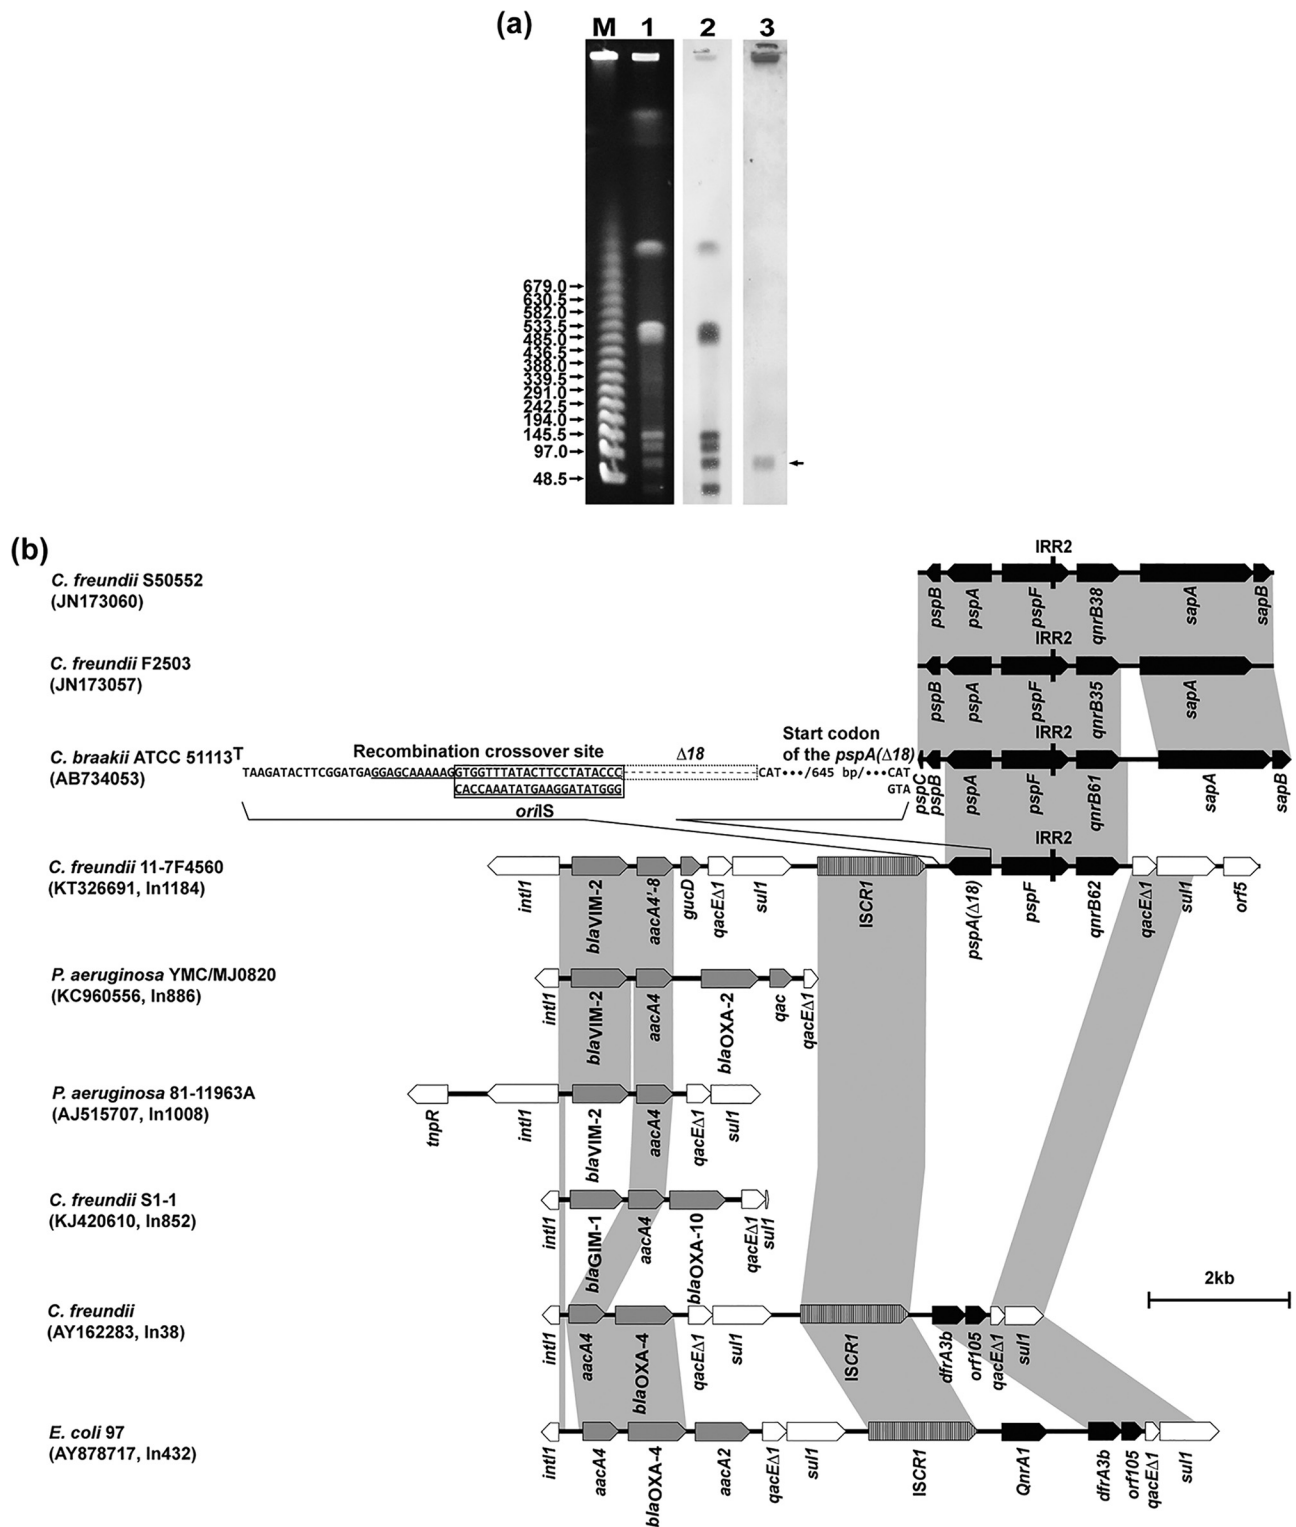 (a)
M 1 2 3
679.0
630.5
582.0
533.5
485.0
436.5
388.0
339.5
291.0
242.5
194.0
145.5
97.0
48.5
(b)
IRR2
C. freundii S50552
(JN173060)
pspB pspA pspF qnrB38 sapA sapB
IRR2
C. freundii F2503
(JN173057)
pspB pspA pspF qnrB35 sapA
IRR2
C. braakii ATCC 51113T
(AB734053)
Recombination crossover site
Δ18
Start codon
of the pspA(Δ18)
TAAGATACTTCGGATGAGGAGCAAAAAGGTGGTTTATACTTCCTATACCC------------------CAT•••/645 bp/•••CAT
CACCAAATATGAAGGATATGGG GTA
oriIS
pspC pspB pspA pspF qnrB61 sapA sapB
IRR2
C. freundii 11-7F4560
(KT326691, In1184)
intI1 blaVIM-2 aacA4'-8 gucD qacEΔ1 sul1 ISCR1 pspA(Δ18) pspF qnrB62 qacEΔ1 sul1 orf5
P. aeruginosa YMC/MJ0820
(KC960556, In886)
intI1 blaVIM-2 aacA4 blaOXA-2 qac qacEΔ1
P. aeruginosa 81-11963A
(AJ515707, In1008)
tnpR intI1 blaVIM-2 aacA4 qacEΔ1 sul1
C. freundii S1-1
(KJ420610, In852)
intI1 blaGIM-1 aacA4 blaOXA-10 qacEΔ1 sul1
2kb
C. freundii
(AY162283, In38)
intI1 aacA4 blaOXA-4 qacEΔ1 sul1 ISCR1 dfrA3b orf105 qacEΔ1 sul1
E. coli 97
(AY878717, In432)
intI1 aacA4 blaOXA-4 aacA2 qacEΔ1 sul1 ISCR1 QnrA1 dfrA3b orf105 qacEΔ1 sul1